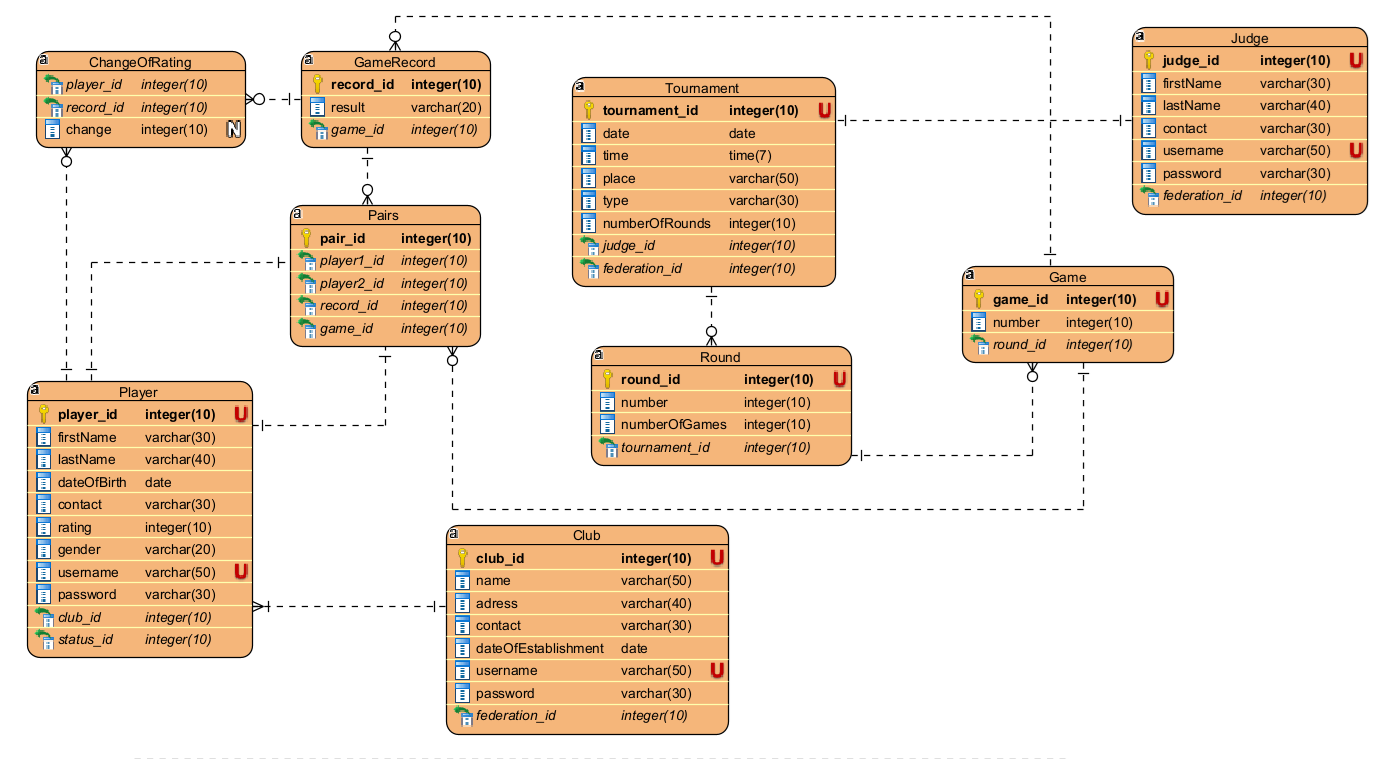 ChangeOfRating
player_id integer(10)
record_id integer(10)
change integer(10) N
GameRecord
record_id integer(10)
result varchar(20)
game_id integer(10)
Tournament
tournament_id integer(10) U
date date
time time(7)
place varchar(50)
type varchar(30)
numberOfRounds integer(10)
judge_id integer(10)
federation_id integer(10)
Judge
judge_id integer(10) U
firstName varchar(30)
lastName varchar(40)
contact varchar(30)
username varchar(50) U
password varchar(30)
federation_id integer(10)
Pairs
pair_id integer(10)
player1_id integer(10)
player2_id integer(10)
record_id integer(10)
game_id integer(10)
Game
game_id integer(10) U
number integer(10)
round_id integer(10)
Round
round_id integer(10) U
number integer(10)
numberOfGames integer(10)
tournament_id integer(10)
Player
player_id integer(10) U
firstName varchar(30)
lastName varchar(40)
dateOfBirth date
contact varchar(30)
rating integer(10)
gender varchar(20)
username varchar(50) U
password varchar(30)
club_id integer(10)
status_id integer(10)
Club
club_id integer(10) U
name varchar(50)
adress varchar(40)
contact varchar(30)
dateOfEstablishment date
username varchar(50) U
password varchar(30)
federation_id integer(10)